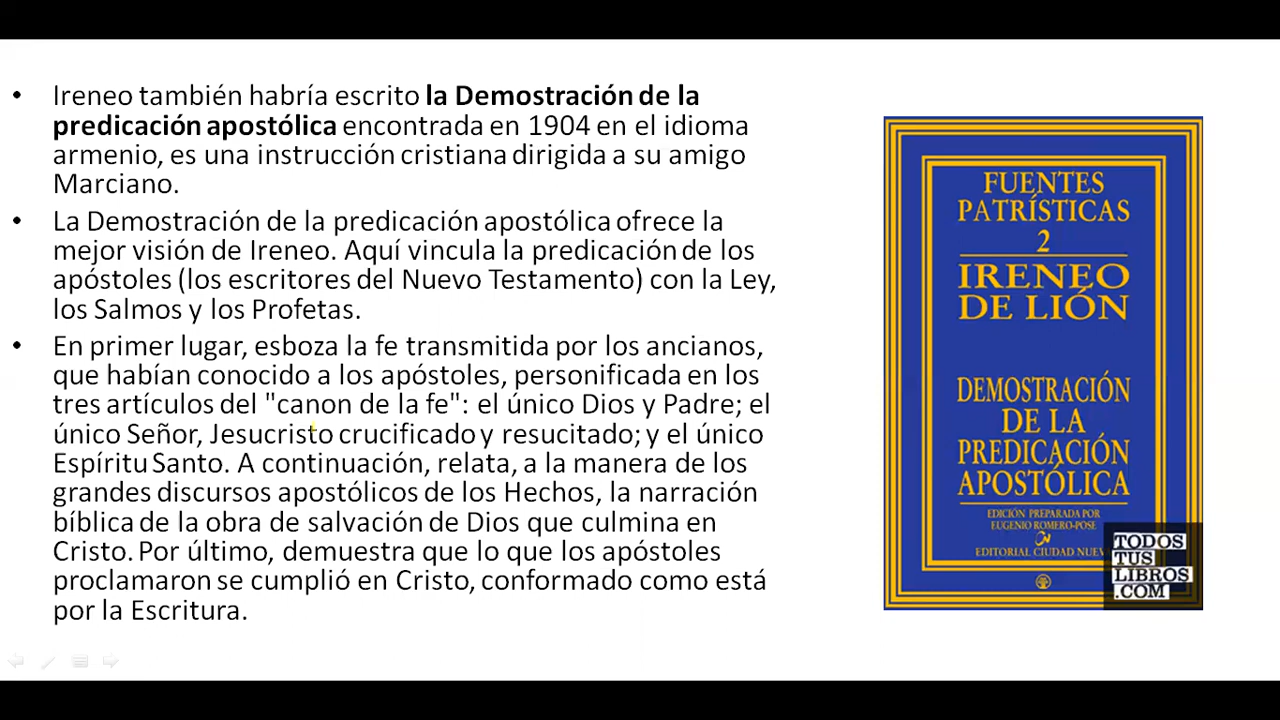 • Ireneo también habría escrito la Demostración de la
predicación apostólica encontrada en 1904 en el idioma
armenio, es una instrucción cristiana dirigida a su amigo
Marciano.
• La Demostración de la predicación apostólica ofrece la
mejor visión de Ireneo. Aquí vincula la predicación de los
apóstoles (los escritores del Nuevo Testamento) con la Ley,
los Salmos y los Profetas.
• En primer lugar, esboza la fe transmitida por los ancianos,
que habían conocido a los apóstoles, personificada en los
tres artículos del "canon de la fe": el único Dios y Padre; el
único Señor, Jesucristo crucificado y resucitado; y el único
Espíritu Santo. A continuación, relata, a la manera de los
grandes discursos apostólicos de los Hechos, la narración
bíblica de la obra de salvación de Dios que culmina en
Cristo. Por último, demuestra que lo que los apóstoles
proclamaron se cumplió en Cristo, conformado como está
por la Escritura.
FUENTES
PATRÍSTICAS
2
IRENEO
DE LIÓN
DEMOSTRACIÓN
DE LA
PREDICACIÓN
APOSTÓLICA
EDICIÓN PREPARADA POR
EUGENIO ROMERO-POSE
EDITORIAL CIUDAD NUEV
TODOS
TUS
LIBROS
.COM